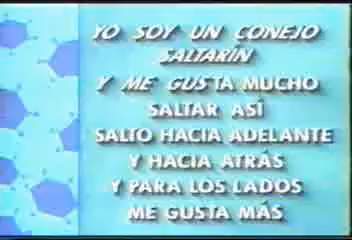 YO SOY UN CONEJO
SALTARÍN
Y ME GUSTA MUCHO
SALTAR ASÍ
SALTO HACIA ADELANTE
Y HACIA ATRÁS
Y PARA LOS LADOS
ME GUSTA MÁS